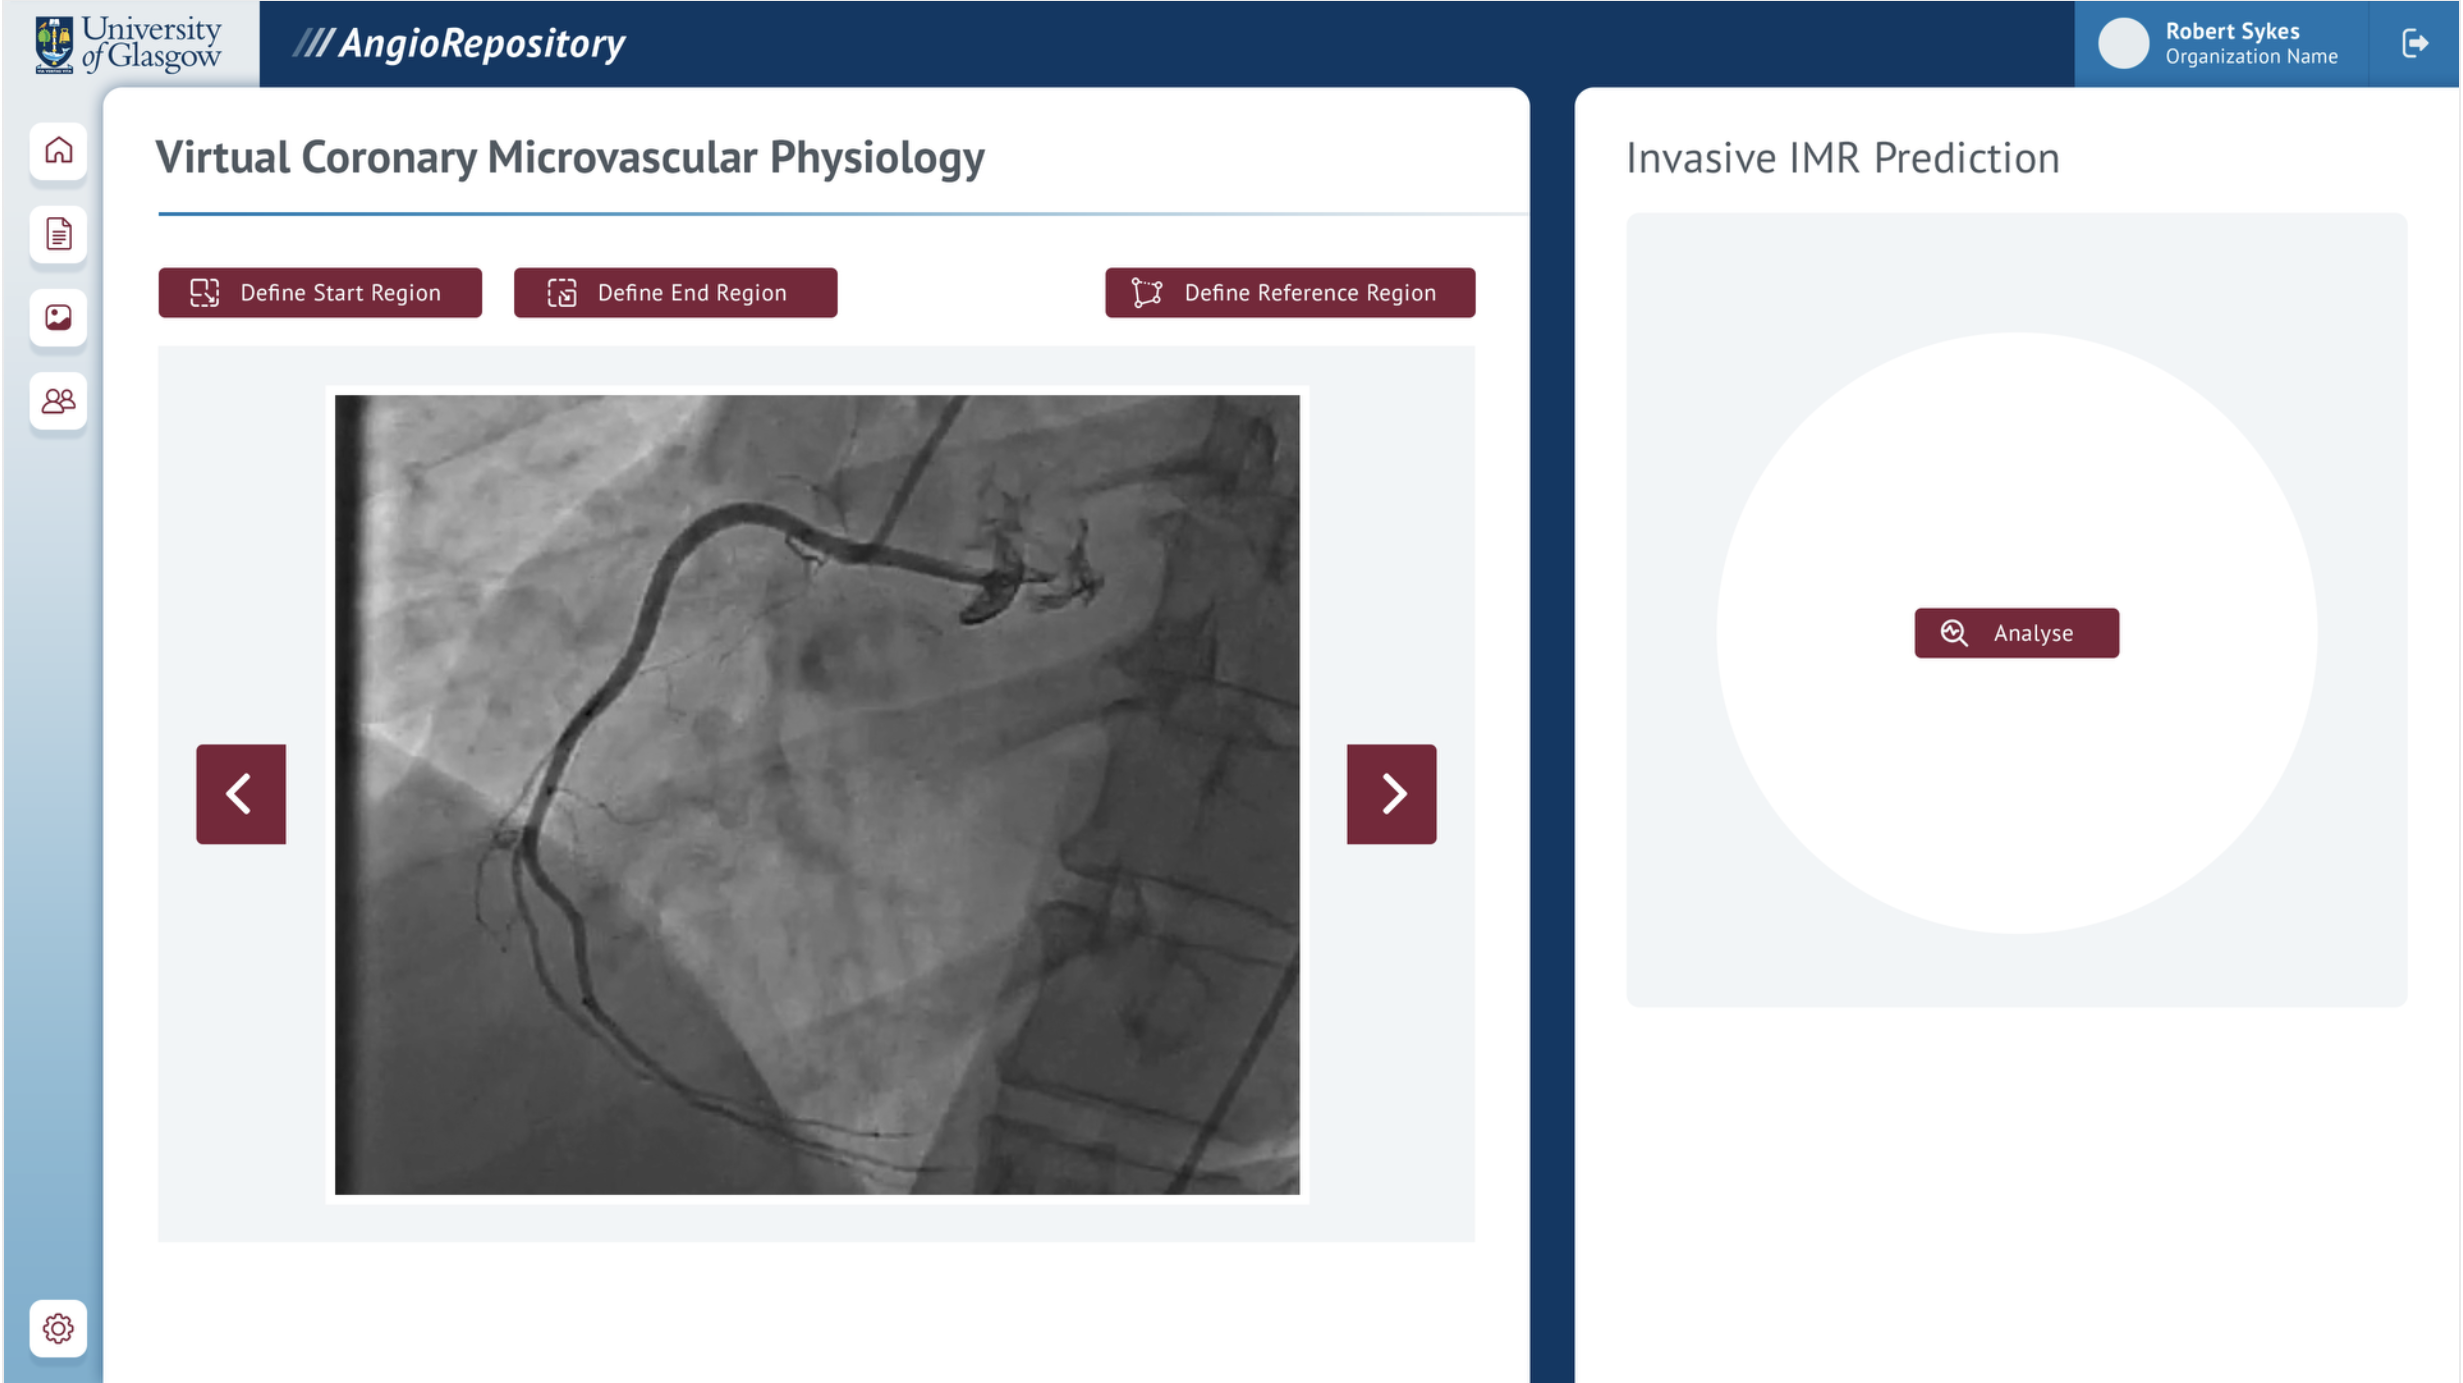 University
of Glasgow
///AngioRepository
Robert Sykes
Organization Name
Virtual Coronary Microvascular Physiology
Define Start Region
Define End Region
Define Reference Region
Invasive IMR Prediction
Analyse